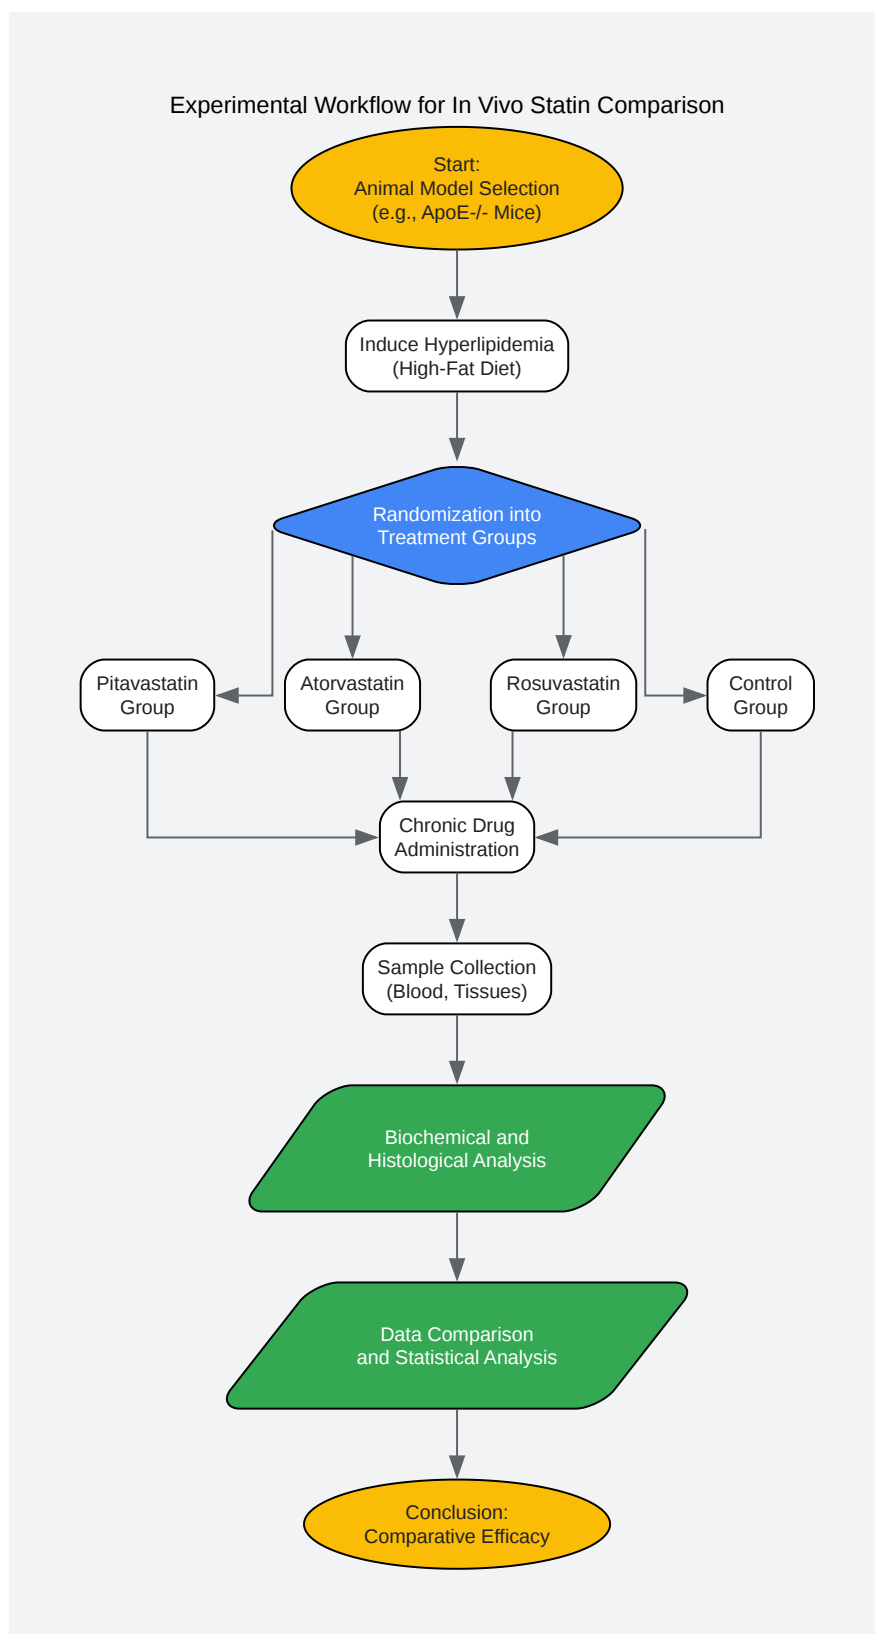 Experimental Workflow for In Vivo Statin Comparison
Start:
Animal Model Selection
(e.g., ApoE-/- Mice)
Induce Hyperlipidemia
(High-Fat Diet)
Randomization into
Treatment Groups
Pitavastatin
Group
Atorvastatin
Group
Rosuvastatin
Group
Control
Group
Chronic Drug
Administration
Sample Collection
(Blood, Tissues)
Biochemical and
Histological Analysis
Data Comparison
and Statistical Analysis
Conclusion:
Comparative Efficacy